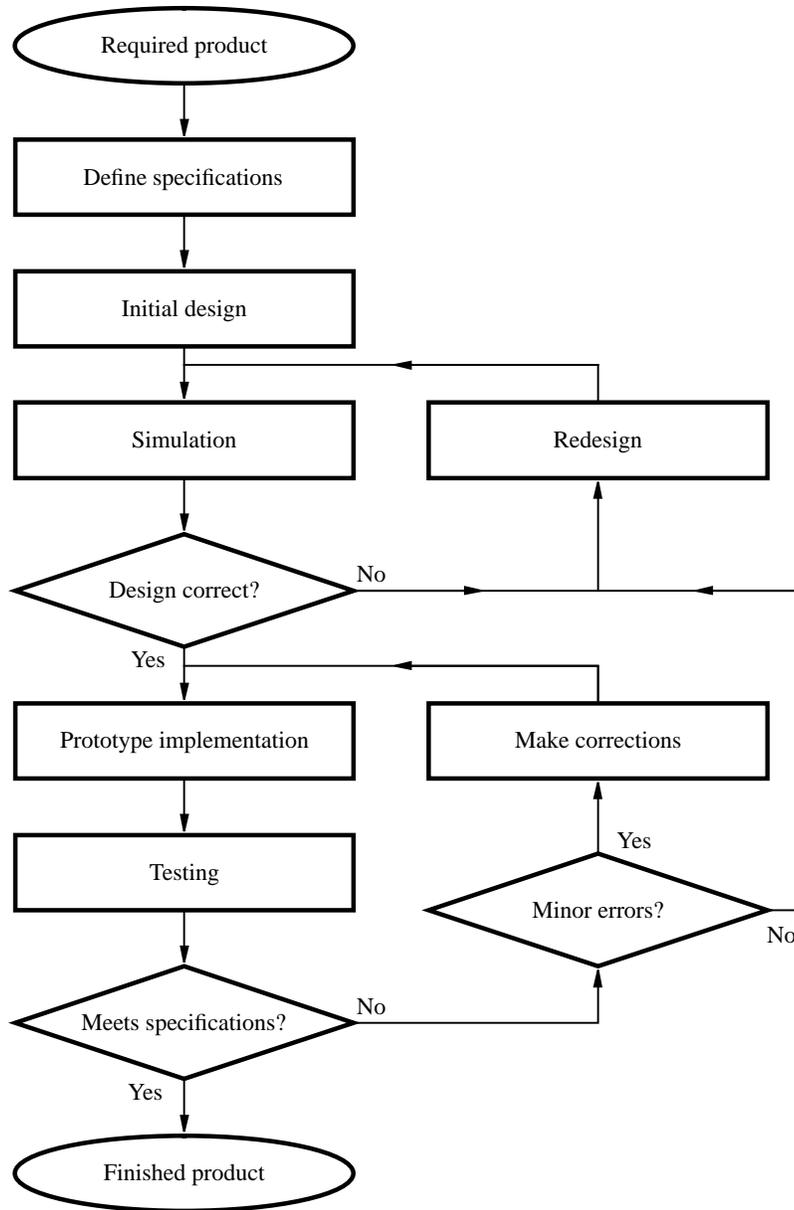 Required product
Define specifications
Initial design
Simulation
Redesign
Design correct?
No
Yes
Prototype implementation
Make corrections
Testing
Yes
Minor errors?
No
Meets specifications?
No
Yes
Finished product